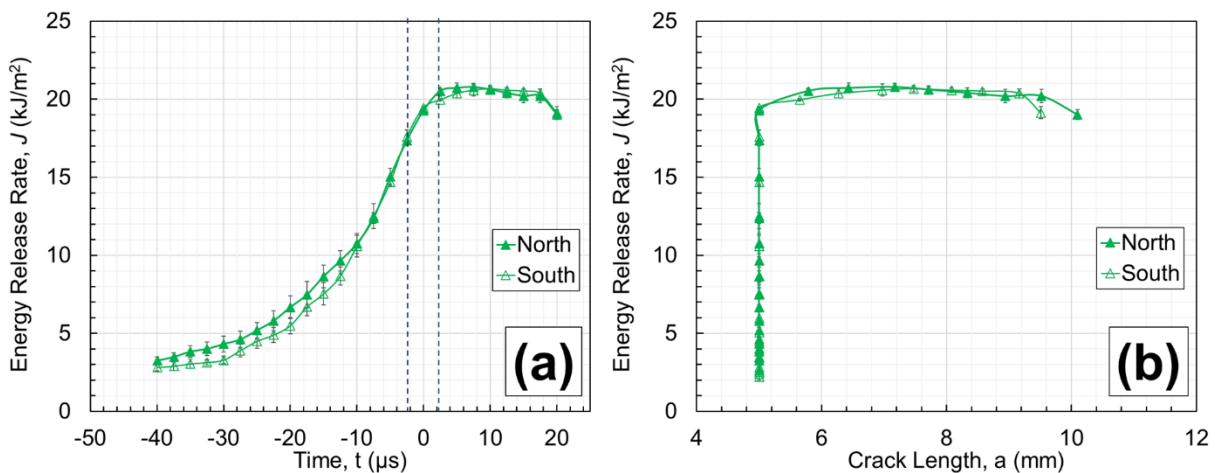 Energy Release Rate, J (kJ/m²)
25
20
15
10
5
0
North
South
(a)
-50 -40 -30 -20 -10 0 10 20
Time, t (μs)
Energy Release Rate, J (kJ/m²)
25
20
15
10
5
0
North
South
(b)
4 6 8 10 12
Crack Length, a (mm)